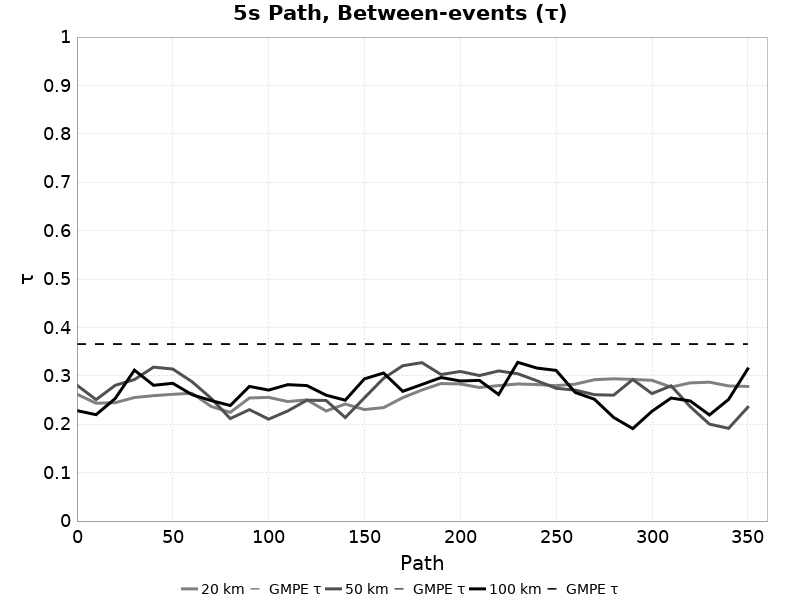 5s Path, Between-events (τ)
1
0.9
0.8
0.7
0.6
0.5
0.4
0.3
0.2
0.1
0
τ
0 50 100 150 200 250 300 350
Path
20 km GMPE τ 50 km GMPE τ 100 km GMPE τ